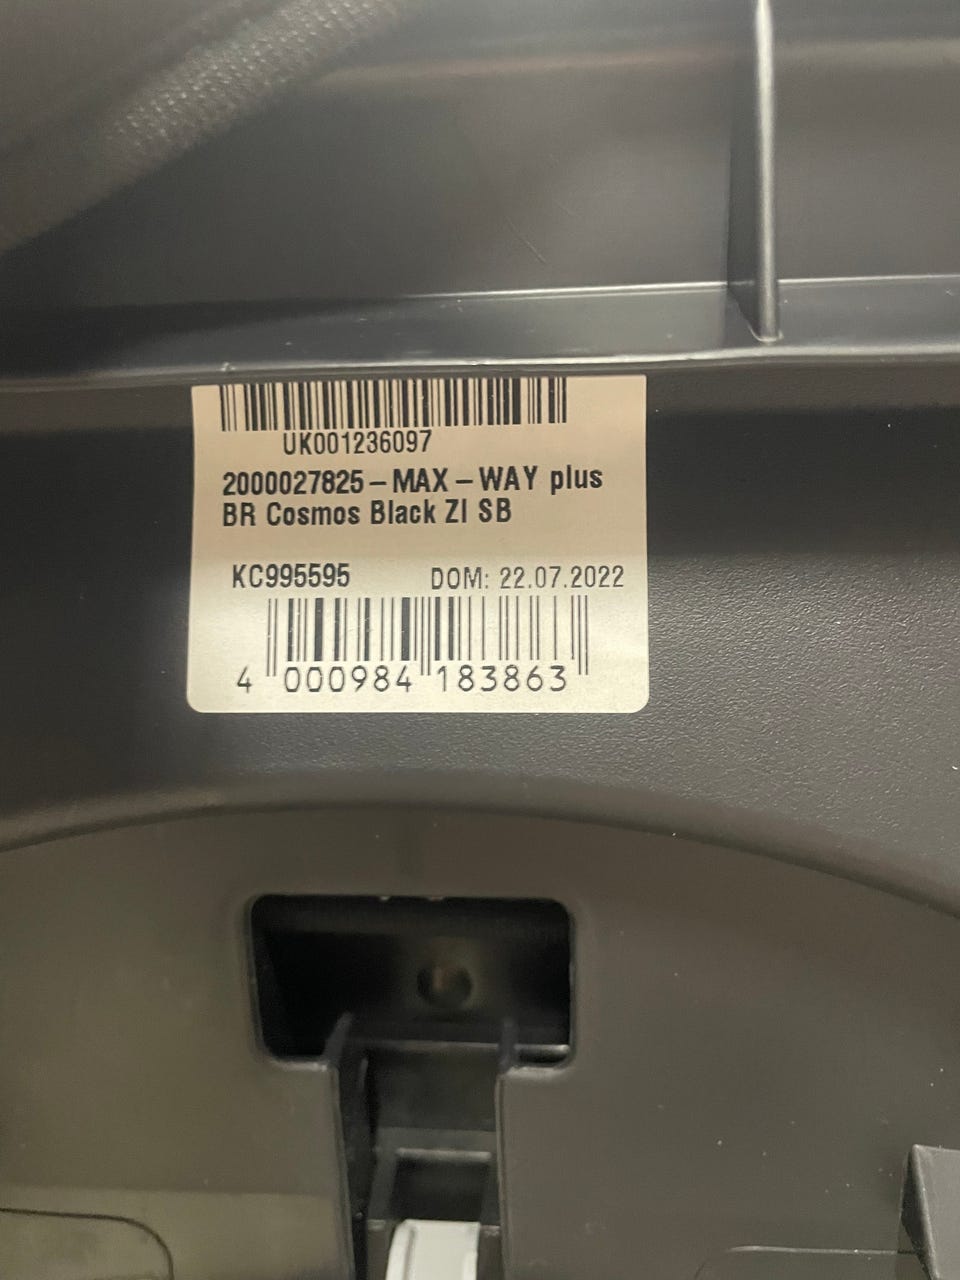 UK001236097
2000027825-MAX-WAY plus
BR Cosmos Black ZI SB
KC995595 DOM: 22.07.2022
4 000984 183863